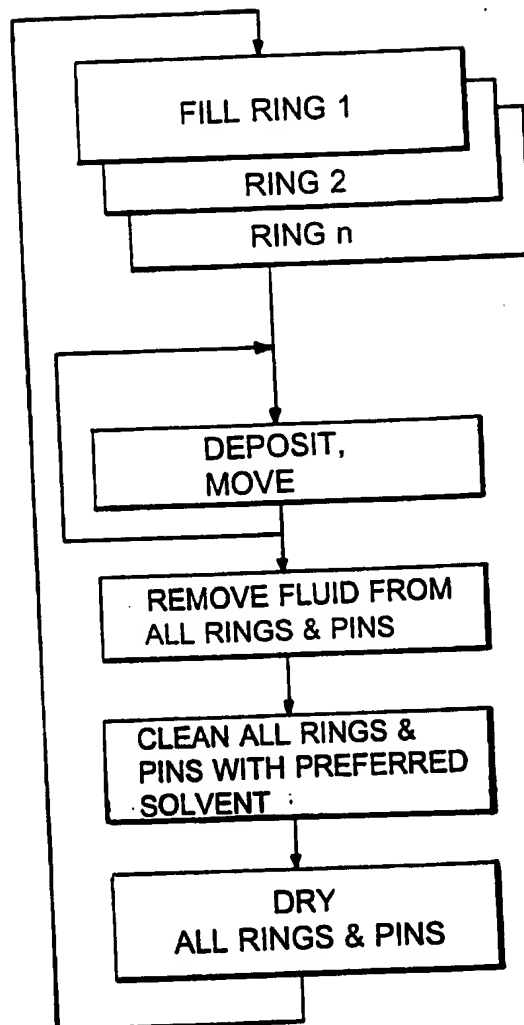 FILL RING 1
RING 2
RING n
DEPOSIT,
MOVE
REMOVE FLUID FROM
ALL RINGS & PINS
CLEAN ALL RINGS &
PINS WITH PREFERRED
SOLVENT
DRY
ALL RINGS & PINS